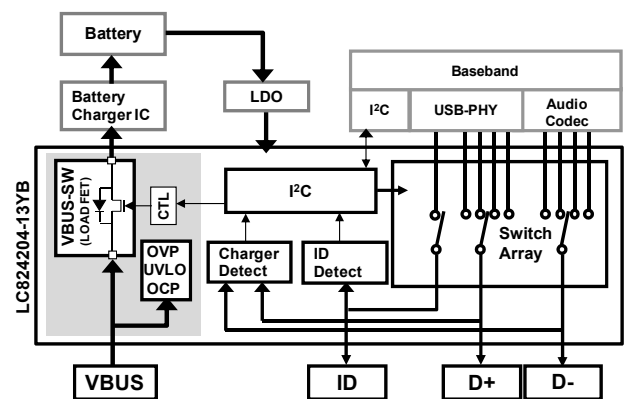 Battery
Battery
Charger IC
LDO
Baseband
I²C
USB-PHY
Audio
Codec
LC824204-13YB
VBUS-SW
(LOAD FET)
CTL
I²C
OVP
UVLO
OCP
Charger
Detect
ID
Detect
Switch
Array
VBUS
ID
D+
D-